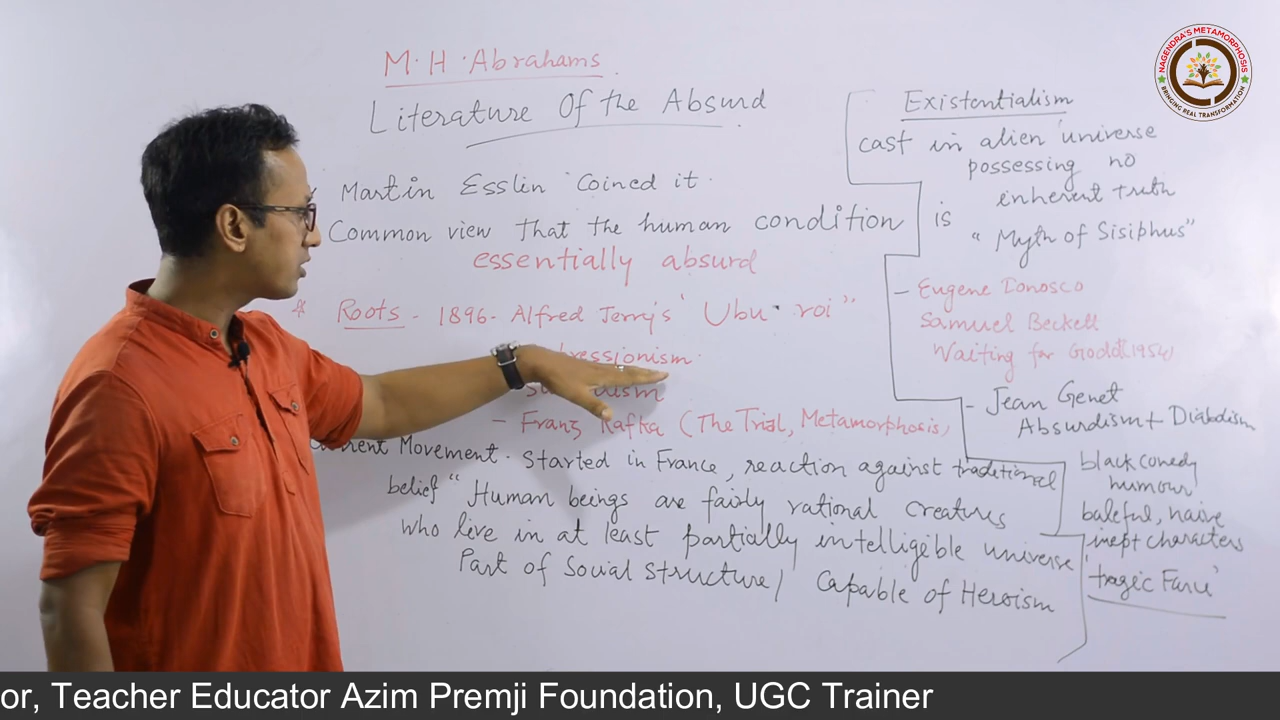 M.H.Abrahams
Literature Of the Absurd
Martin Esslin Coined it.
Common view that the human condition is
essentially absurd
* Roots - 1896- Alfred Jerry's "Ubu roi"
ressionism
- Franz Kafka (The Trial, Metamorphosis)
Movement. Started in France, reaction against traditional
belief "Human beings are fairly rational creatures
who live in at least partially intelligible universe
Part of Social structure / Capable of Heroism
Existentialism
cast in alien universe
possessing no
inherent truth
"Myth of Sisiphus"
- Eugene Ionosco
Samuel Beckett
Waiting for Godot (1954)
- Jean Genet
Absurdism + Diabolism
black comedy
humour
baleful, naive
inept characters
'tragic Farce'
NAGENDRA'S METAMORPHOSIS
BRINGING REAL TRANSFORMATION
or, Teacher Educator Azim Premji Foundation, UGC Trainer